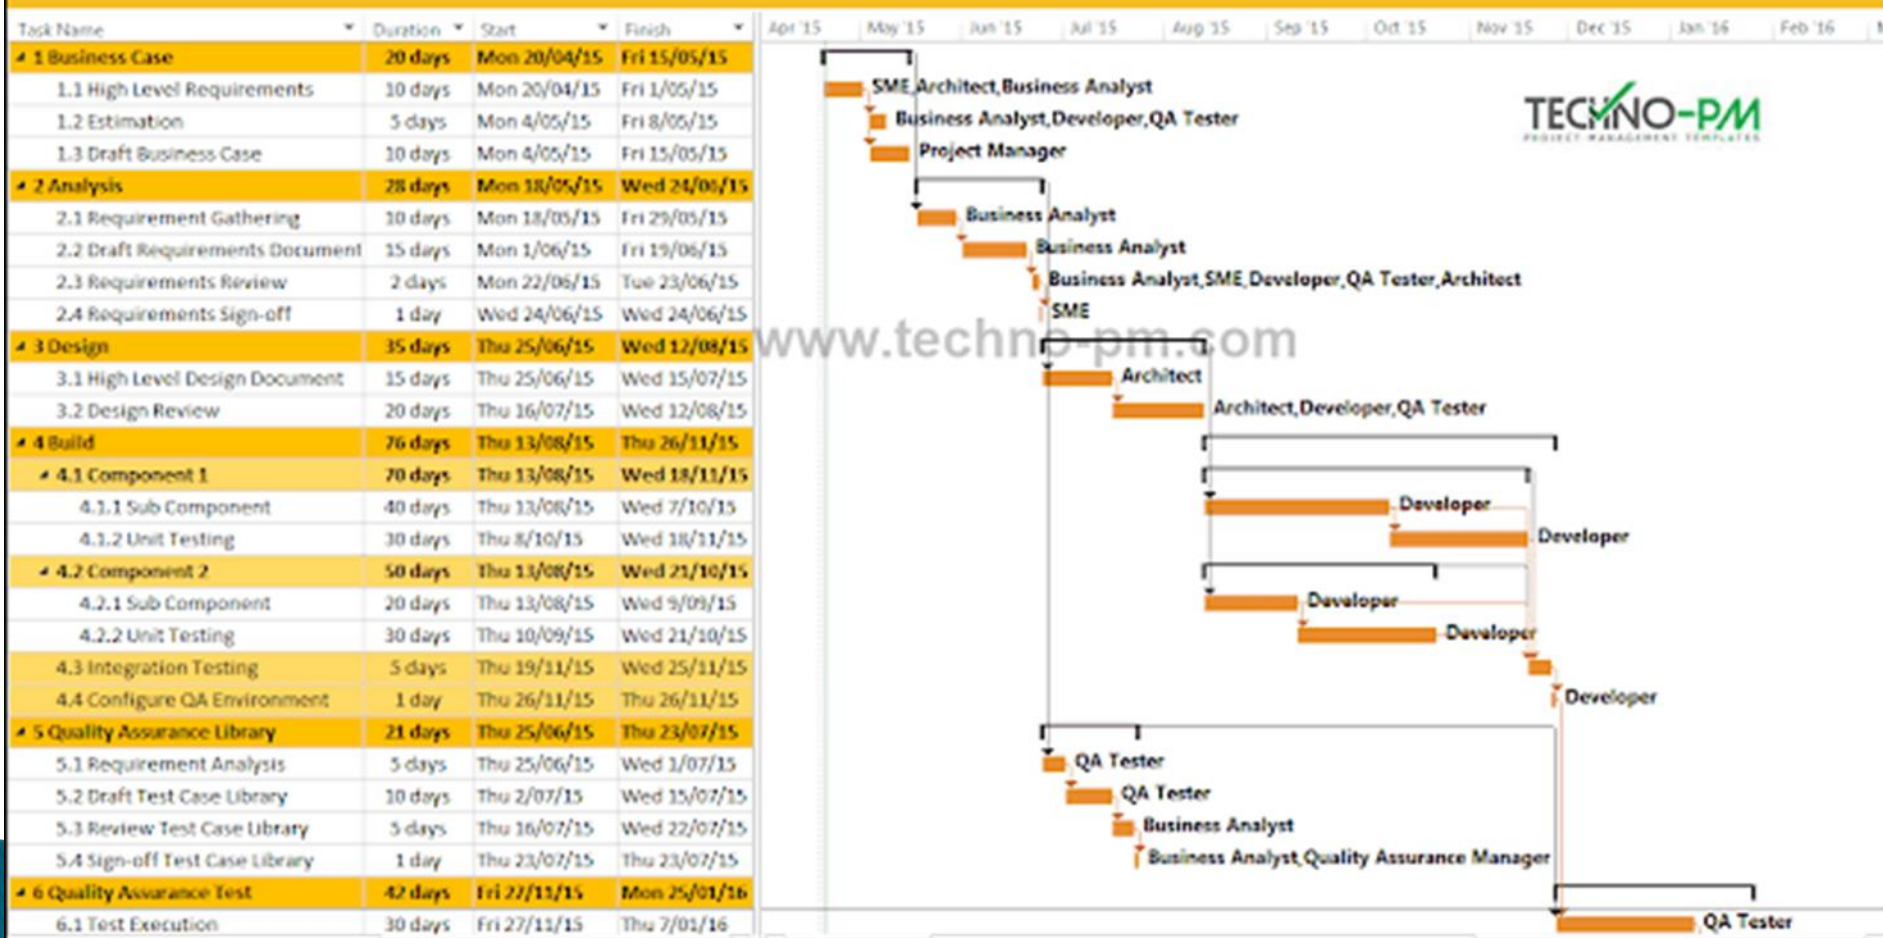 Task Name Duration Start Finish Apr '15 May '15 Jun '15 Jul '15 Aug '15 Sep '15 Oct '15 Nov '15 Dec '15 Jan '16 Feb '16
1 Business Case 20 days Mon 20/04/15 Fri 15/05/15
1.1 High Level Requirements 10 days Mon 20/04/15 Fri 1/05/15 SME,Architect,Business Analyst
1.2 Estimation 5 days Mon 4/05/15 Fri 8/05/15 Business Analyst,Developer,QA Tester
TECHNO-PM
PROJECT MANAGEMENT TEMPLATES
1.3 Draft Business Case 10 days Mon 4/05/15 Fri 15/05/15 Project Manager
2 Analysis 28 days Mon 18/05/15 Wed 24/06/15
2.1 Requirement Gathering 10 days Mon 18/05/15 Fri 29/05/15 Business Analyst
2.2 Draft Requirements Document 15 days Mon 1/06/15 Fri 19/06/15 Business Analyst
2.3 Requirements Review 2 days Mon 22/06/15 Tue 23/06/15 Business Analyst,SME,Developer,QA Tester,Architect
2.4 Requirements Sign-off 1 day Wed 24/06/15 Wed 24/06/15 SME
www.techno-pm.com
3 Design 35 days Thu 25/06/15 Wed 12/08/15
3.1 High Level Design Document 15 days Thu 25/06/15 Wed 15/07/15 Architect
3.2 Design Review 20 days Thu 16/07/15 Wed 12/08/15 Architect,Developer,QA Tester
4 Build 76 days Thu 13/08/15 Thu 26/11/15
4.1 Component 1 70 days Thu 13/08/15 Wed 18/11/15
4.1.1 Sub Component 40 days Thu 13/08/15 Wed 7/10/15 Developer
4.1.2 Unit Testing 30 days Thu 8/10/15 Wed 18/11/15 Developer
4.2 Component 2 50 days Thu 13/08/15 Wed 21/10/15
4.2.1 Sub Component 20 days Thu 13/08/15 Wed 9/09/15 Developer
4.2.2 Unit Testing 30 days Thu 10/09/15 Wed 21/10/15 Developer
4.3 Integration Testing 5 days Thu 19/11/15 Wed 25/11/15
4.4 Configure QA Environment 1 day Thu 26/11/15 Thu 26/11/15 Developer
5 Quality Assurance Library 21 days Thu 25/06/15 Thu 23/07/15
5.1 Requirement Analysis 5 days Thu 25/06/15 Wed 1/07/15 QA Tester
5.2 Draft Test Case Library 10 days Thu 2/07/15 Wed 15/07/15 QA Tester
5.3 Review Test Case Library 5 days Thu 16/07/15 Wed 22/07/15 Business Analyst
5.4 Sign-off Test Case Library 1 day Thu 23/07/15 Thu 23/07/15 Business Analyst,Quality Assurance Manager
6 Quality Assurance Test 42 days Fri 27/11/15 Mon 25/01/16
6.1 Test Execution 30 days Fri 27/11/15 Thu 7/01/16 QA Tester